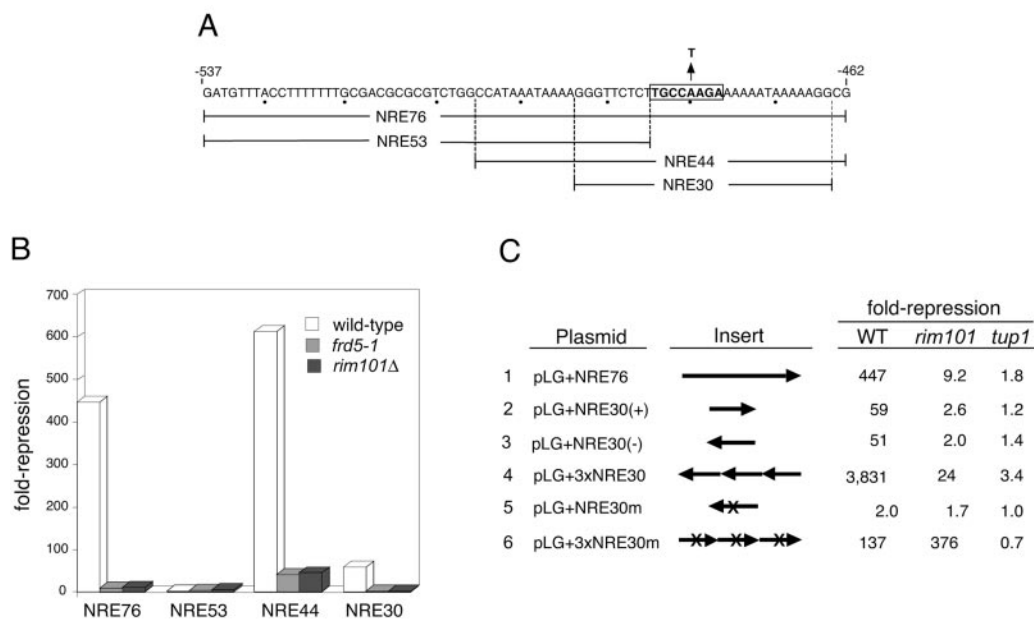 A
T
-537 -462
GATGTTTACCTTTTTTTGCGACGCGCGTCTGGCCATAAATAAAAGGGTTCTCTTGCCAAGAAAAAATAAAAAGGCG
NRE76
NRE53
NRE44
NRE30
B
fold-repression
700
600
500
400
300
200
100
0
wild-type
frd5-1
rim101Δ
NRE76 NRE53 NRE44 NRE30
C
fold-repression
Plasmid Insert WT rim101 tup1
1 pLG+NRE76 447 9.2 1.8
2 pLG+NRE30(+) 59 2.6 1.2
3 pLG+NRE30(-) 51 2.0 1.4
4 pLG+3xNRE30 3,831 24 3.4
5 pLG+NRE30m X 2.0 1.7 1.0
6 pLG+3xNRE30m X X X 137 376 0.7